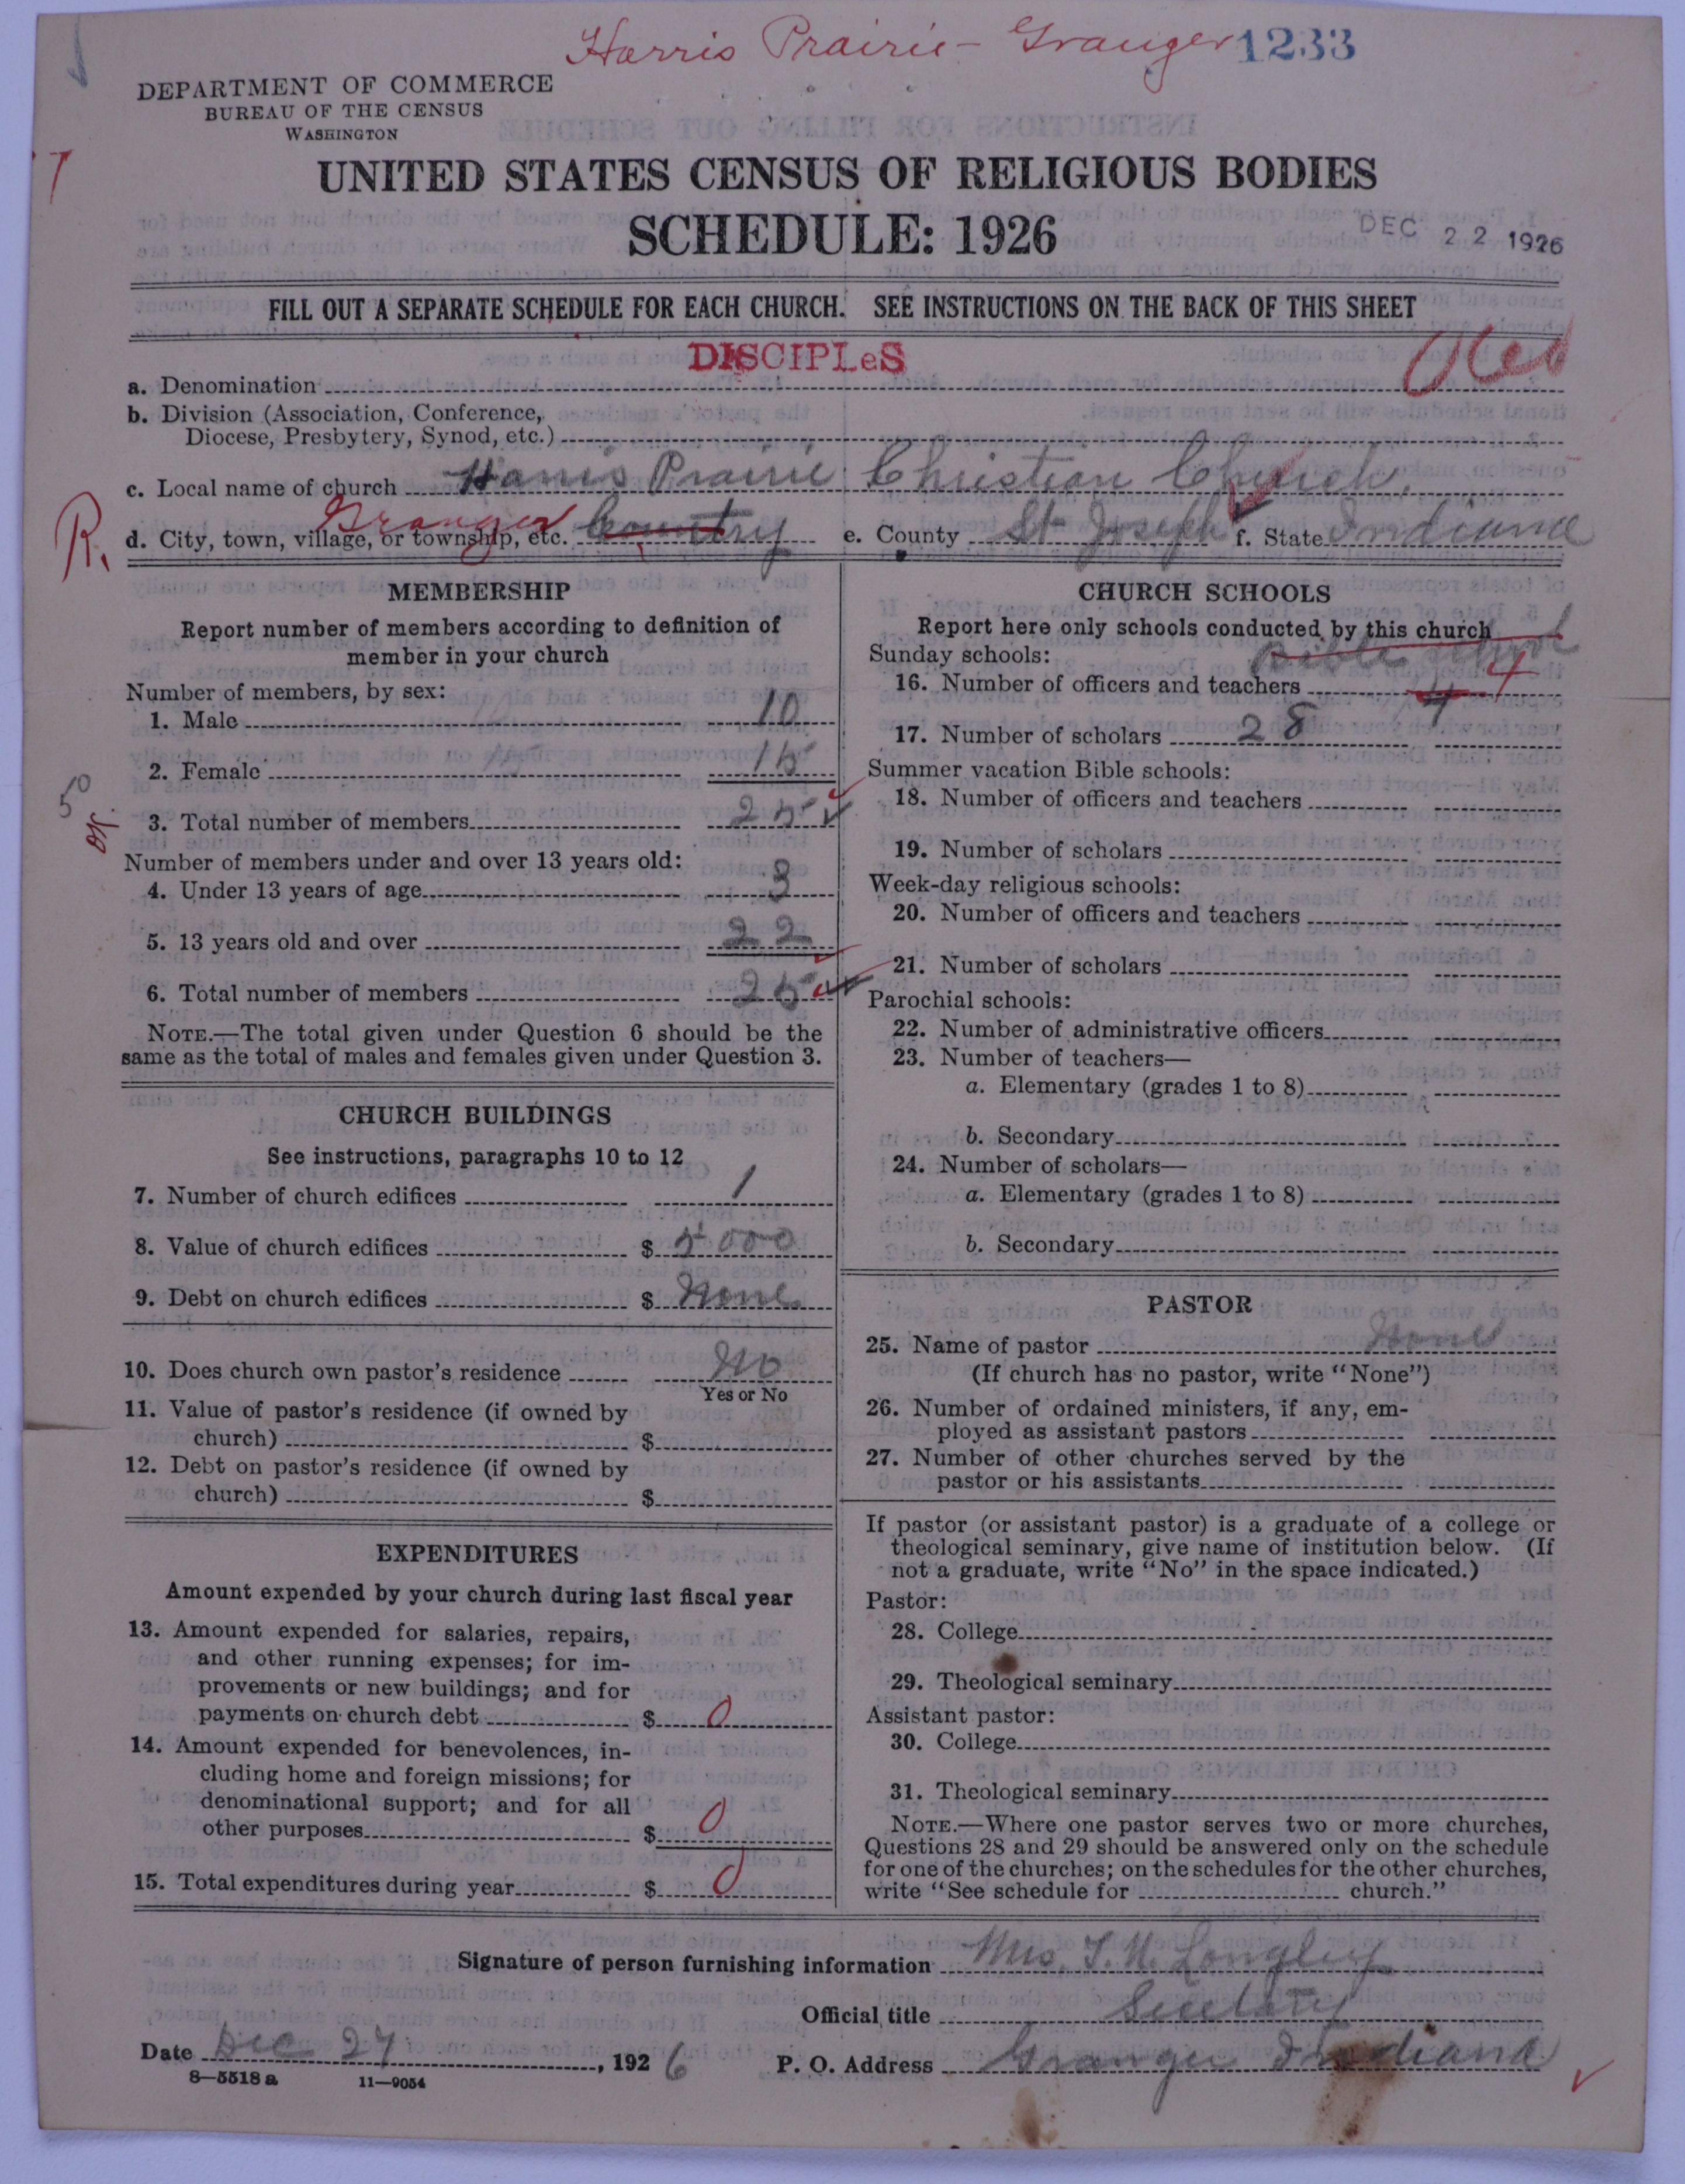 Harris Prairie - Granger 1233
DEPARTMENT OF COMMERCE
BUREAU OF THE CENSUS
WASHINGTON
UNITED STATES CENSUS OF RELIGIOUS BODIES
SCHEDULE: 1926
DEC 22 1926
FILL OUT A SEPARATE SCHEDULE FOR EACH CHURCH. SEE INSTRUCTIONS ON THE BACK OF THIS SHEET
DISCIPLeS
a. Denomination
b. Division (Association, Conference,
Diocese, Presbytery, Synod, etc.)
c. Local name of church Harris Prairie Christian Church.
R. d. City, town, village, or township, etc. Granger Country e. County St Joseph f. State Indiana
MEMBERSHIP
Report number of members according to definition of
member in your church
Number of members, by sex:
1. Male 10
2. Female 15
50
3. Total number of members 25
Number of members under and over 13 years old:
4. Under 13 years of age 3
5. 13 years old and over 22
6. Total number of members 25
NOTE.—The total given under Question 6 should be the
same as the total of males and females given under Question 3.
CHURCH BUILDINGS
See instructions, paragraphs 10 to 12
7. Number of church edifices 1
8. Value of church edifices $ 5000
9. Debt on church edifices $ None
10. Does church own pastor's residence No
Yes or No
11. Value of pastor's residence (if owned by
church) $
12. Debt on pastor's residence (if owned by
church) $
EXPENDITURES
Amount expended by your church during last fiscal year
13. Amount expended for salaries, repairs,
and other running expenses; for im-
provements or new buildings; and for
payments on church debt $ 0
14. Amount expended for benevolences, in-
cluding home and foreign missions; for
denominational support; and for all
other purposes $ 0
15. Total expenditures during year $ 0
CHURCH SCHOOLS
Report here only schools conducted by this church
Sunday schools: Bible School
16. Number of officers and teachers 4
17. Number of scholars 28
Summer vacation Bible schools:
18. Number of officers and teachers
19. Number of scholars
Week-day religious schools:
20. Number of officers and teachers
21. Number of scholars
Parochial schools:
22. Number of administrative officers
23. Number of teachers—
a. Elementary (grades 1 to 8)
b. Secondary
24. Number of scholars—
a. Elementary (grades 1 to 8)
b. Secondary
PASTOR
25. Name of pastor None
(If church has no pastor, write "None")
26. Number of ordained ministers, if any, em-
ployed as assistant pastors
27. Number of other churches served by the
pastor or his assistants
If pastor (or assistant pastor) is a graduate of a college or
theological seminary, give name of institution below. (If
not a graduate, write "No" in the space indicated.)
Pastor:
28. College
29. Theological seminary
Assistant pastor:
30. College
31. Theological seminary
NOTE.—Where one pastor serves two or more churches,
Questions 28 and 29 should be answered only on the schedule
for one of the churches; on the schedules for the other churches,
write "See schedule for church."
Signature of person furnishing information Mrs. T. N. Longley
Official title Secretary
Date Dec 27, 1926 P. O. Address Granger Indiana
8—5518 a 11—9054